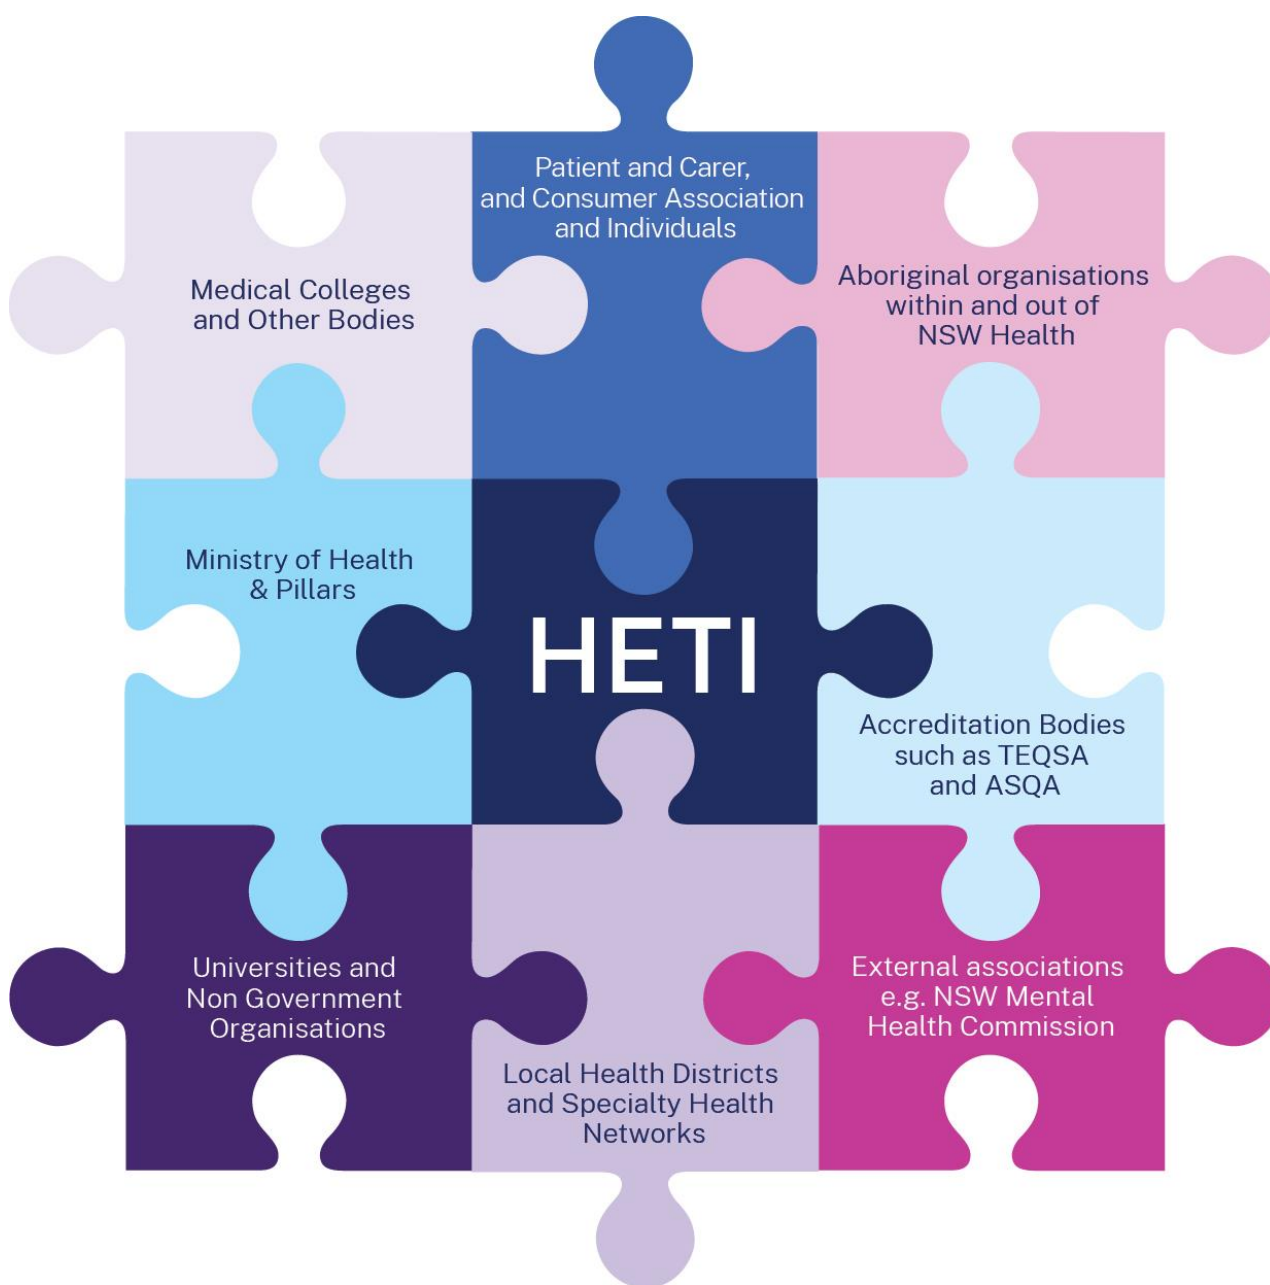 Patient and Carer,
and Consumer Association
and Individuals
Medical Colleges
and Other Bodies
Aboriginal organisations
within and out of
NSW Health
Ministry of Health
& Pillars
HETI
Accreditation Bodies
such as TEQSA
and ASQA
Universities and
Non Government
Organisations
External associations
e.g. NSW Mental
Health Commission
Local Health Districts
and Specialty Health
Networks